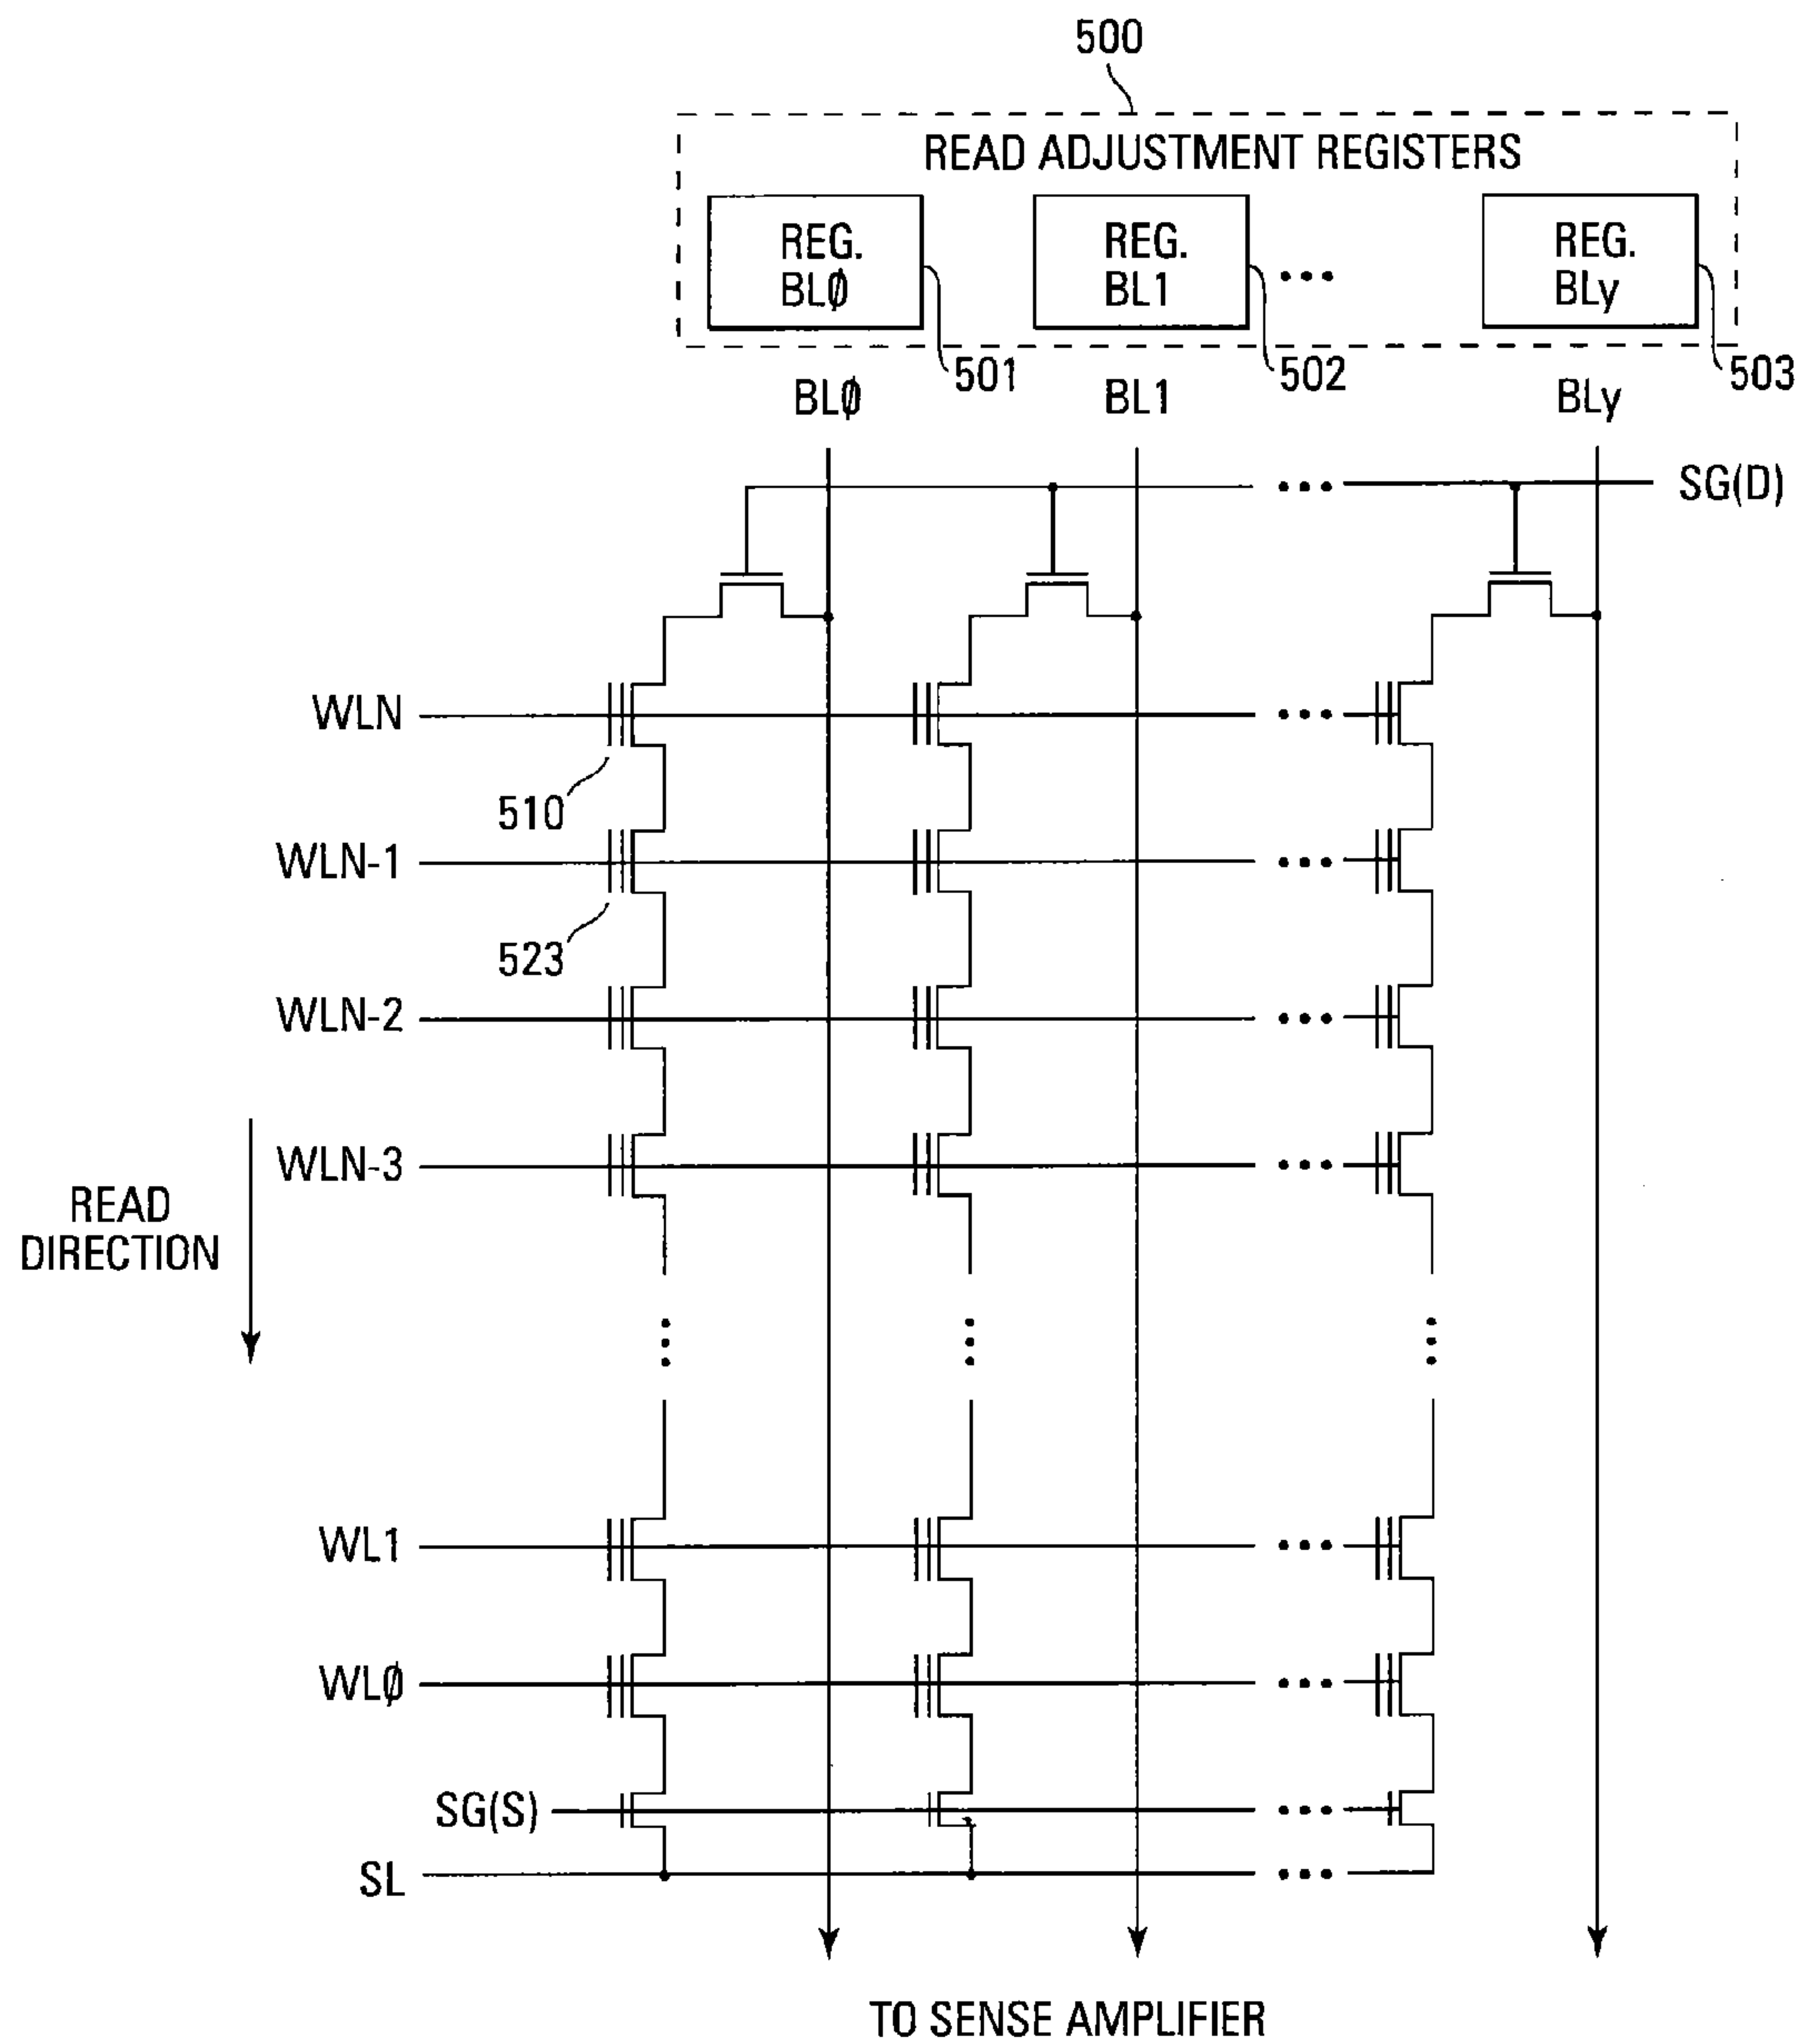 500
READ ADJUSTMENT REGISTERS
REG. BLØ
REG. BL1
REG. BLy
501
502
503
BLØ
BL1
BLy
SG(D)
WLN
510
WLN-1
523
WLN-2
WLN-3
READ DIRECTION
WL1
WLØ
SG(S)
SL
TO SENSE AMPLIFIER